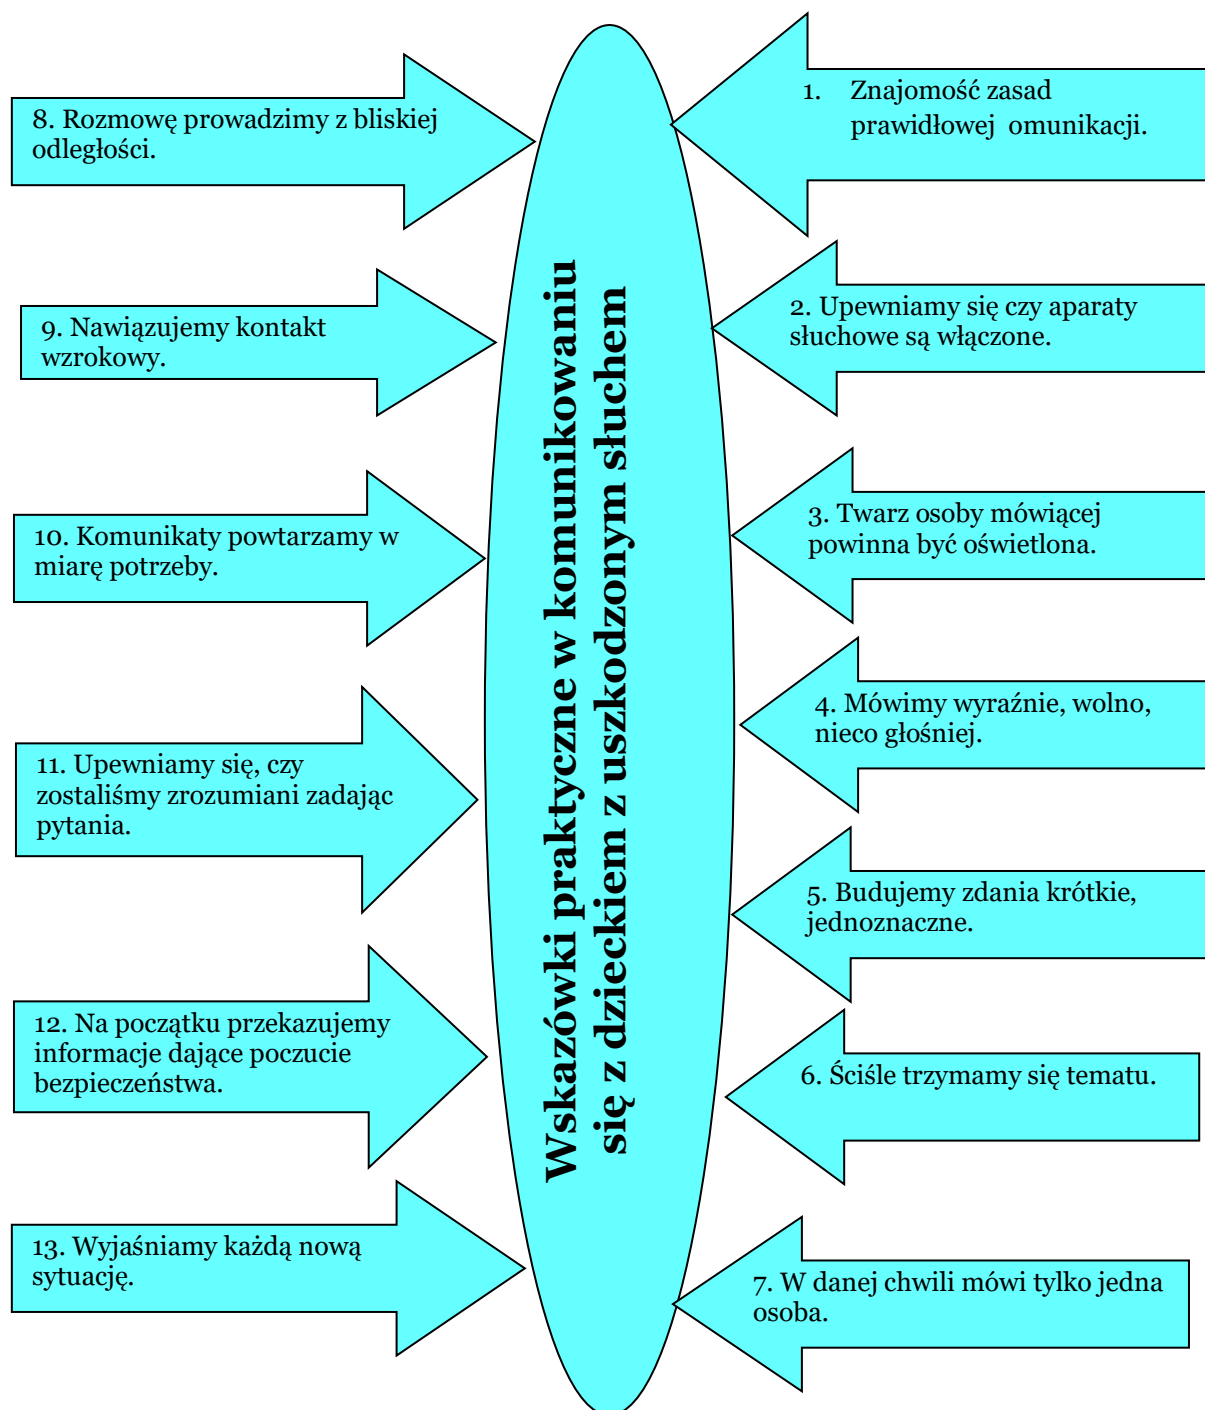 Wskazówki praktyczne w komunikowaniu
się z dzieckiem z uszkodzonym słuchem
1. Znajomość zasad
prawidłowej omunikacji.
2. Upewniamy się czy aparaty
słuchowe są włączone.
3. Twarz osoby mówiącej
powinna być oświetlona.
4. Mówimy wyraźnie, wolno,
nieco głośniej.
5. Budujemy zdania krótkie,
jednoznaczne.
6. Ściśle trzymamy się tematu.
7. W danej chwili mówi tylko jedna
osoba.
8. Rozmowę prowadzimy z bliskiej
odległości.
9. Nawiązujemy kontakt
wzrokowy.
10. Komunikaty powtarzamy w
miarę potrzeby.
11. Upewniamy się, czy
zostaliśmy zrozumiani zadając
pytania.
12. Na początku przekazujemy
informacje dające poczucie
bezpieczeństwa.
13. Wyjaśniamy każdą nową
sytuację.